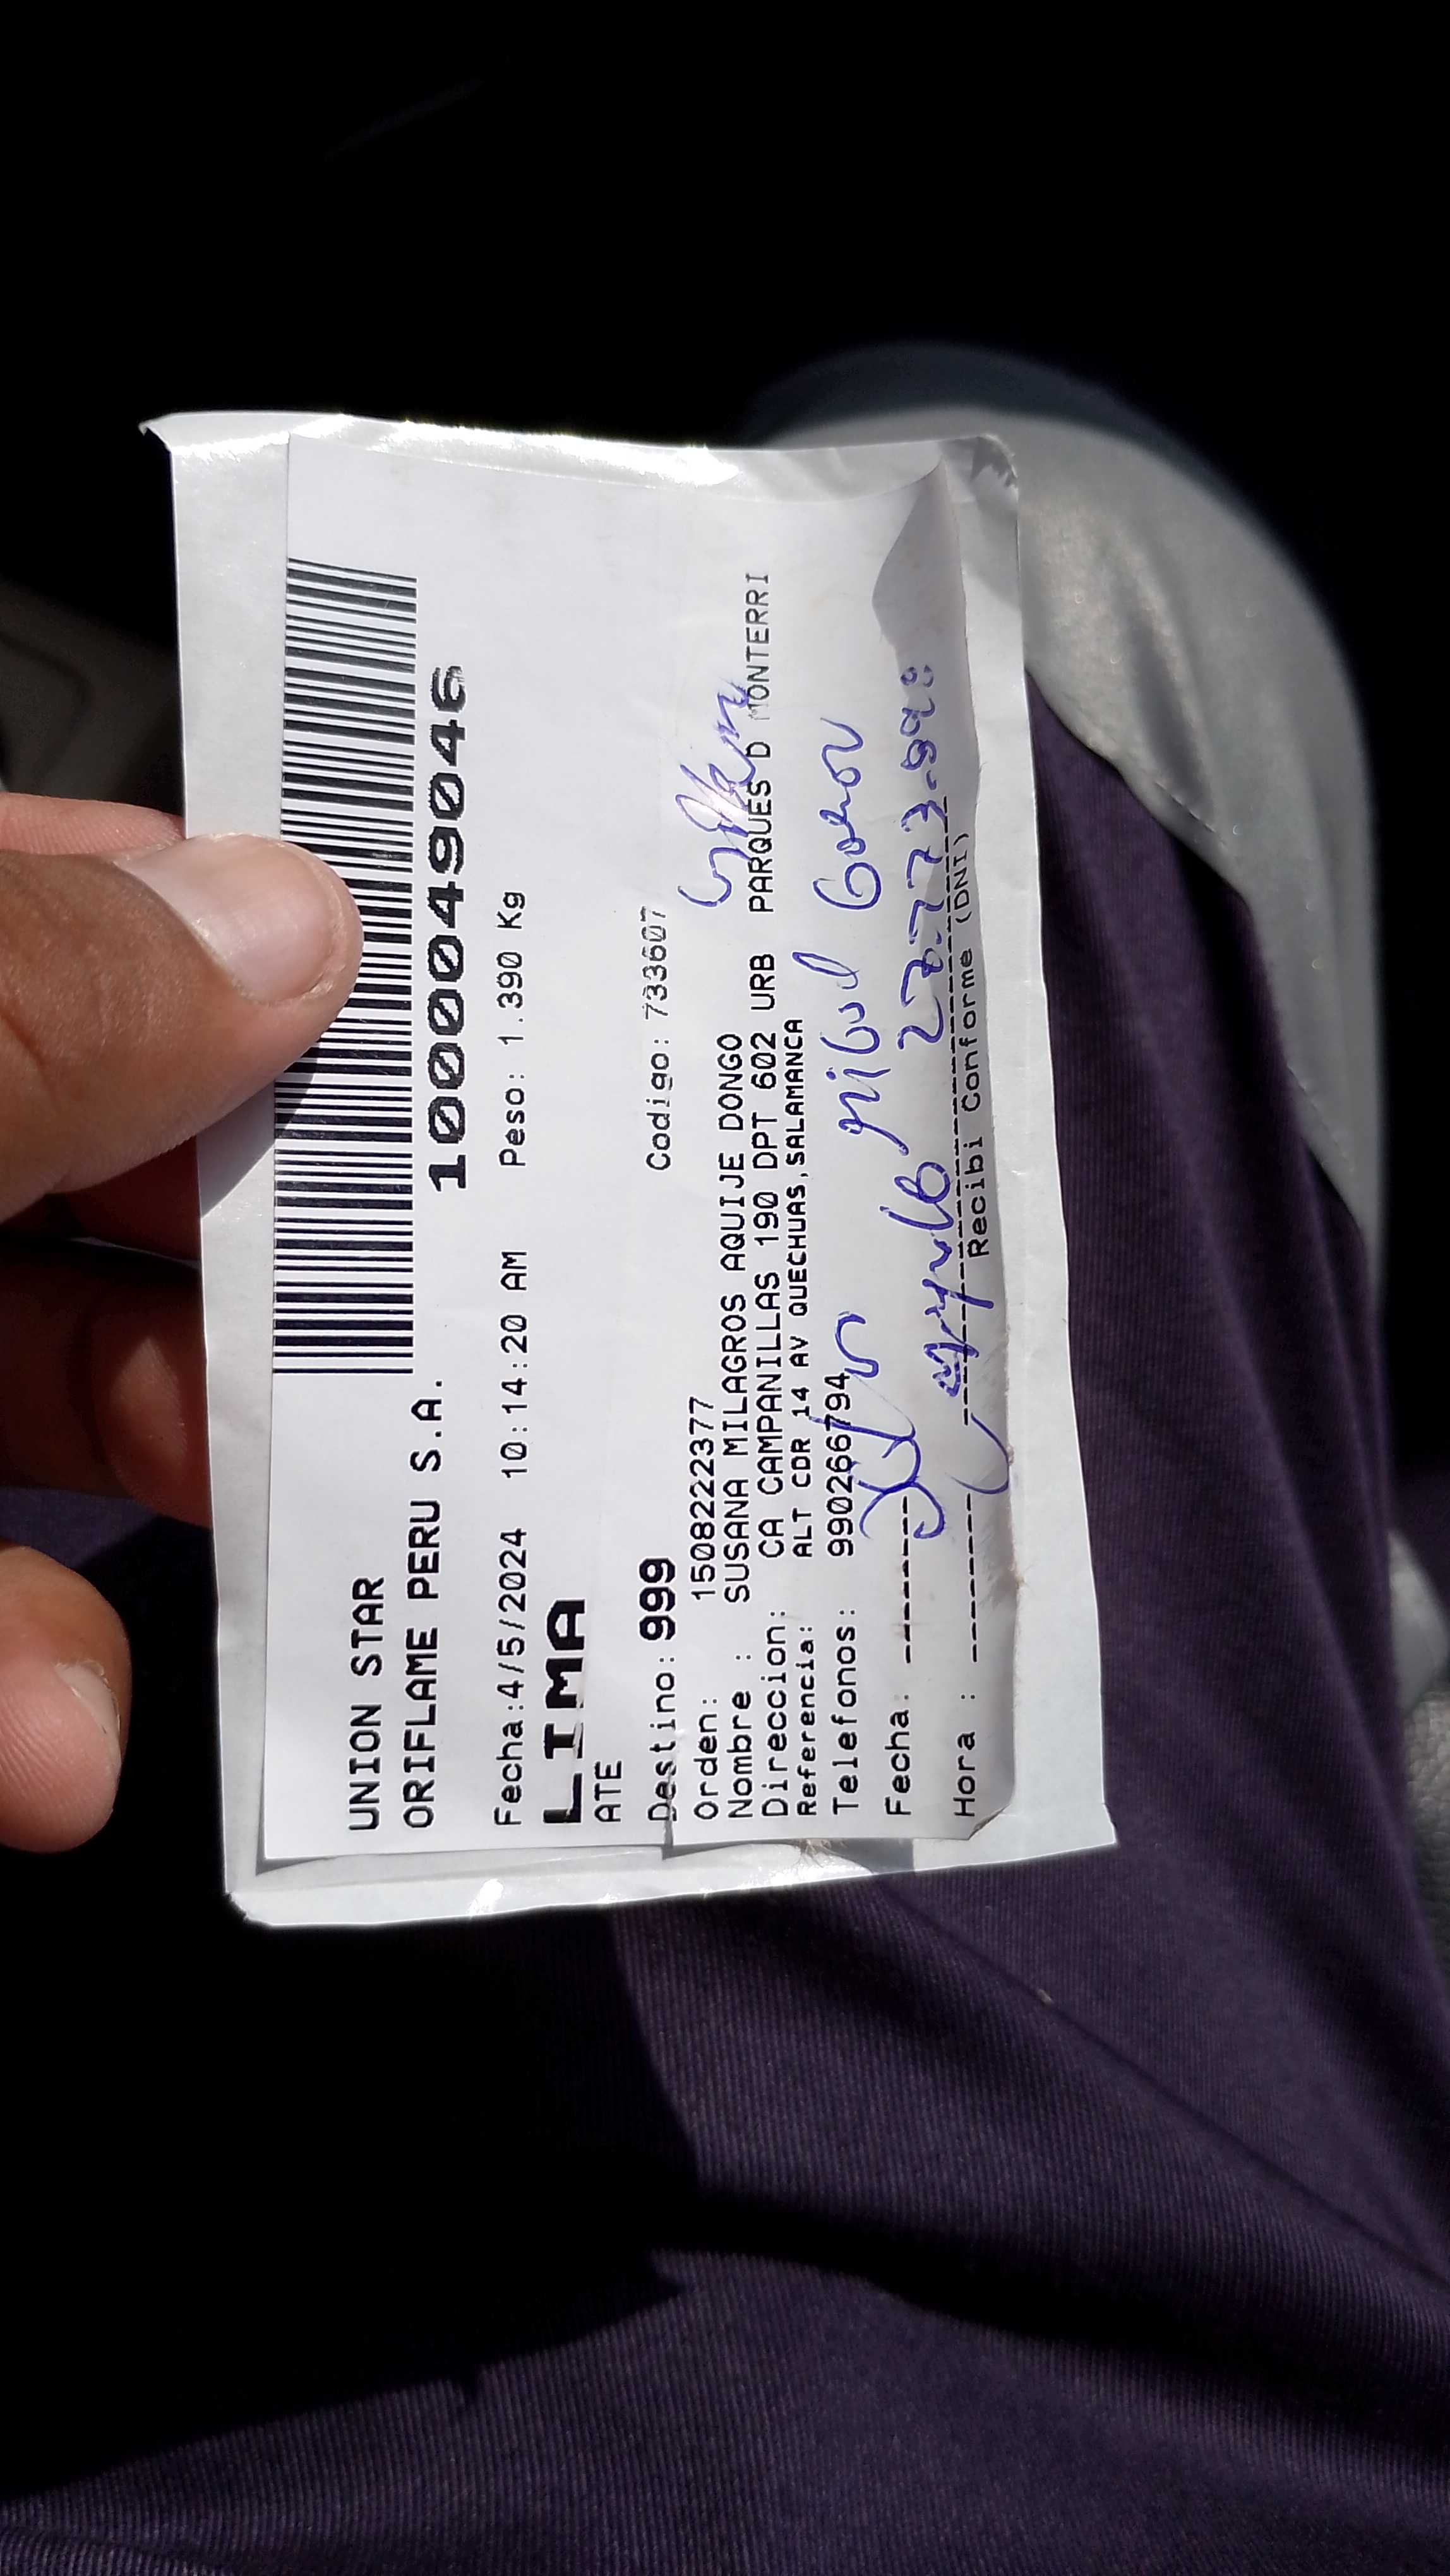 UNION STAR
ORIFLAME PERU S.A.
10000490046
Fecha:4/5/2024 10:14:20 AM Peso: 1.390 Kg
LIMA
ATE
Destino: 999 Codigo: 733607
Orden: 1508222377
Nombre : SUSANA MILAGROS AQUIJE DONGO
Direccion: CA CAMPANILLAS 190 DPT 602 URB PARQUES D MONTERRI
Referencia: ALT CDR 14 AV QUECHUAS,SALAMANCA
Telefonos: 990266794
Fecha:
Hora :
Recibi Conforme (DNI)